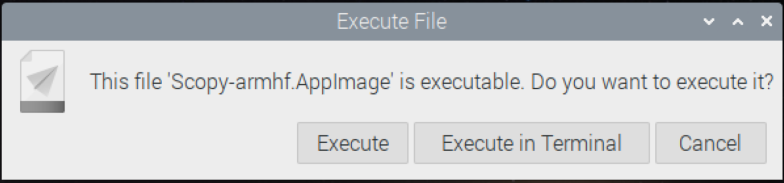 Execute File
This file 'Scopy-armhf.AppImage' is executable. Do you want to execute it?
Execute
Execute in Terminal
Cancel